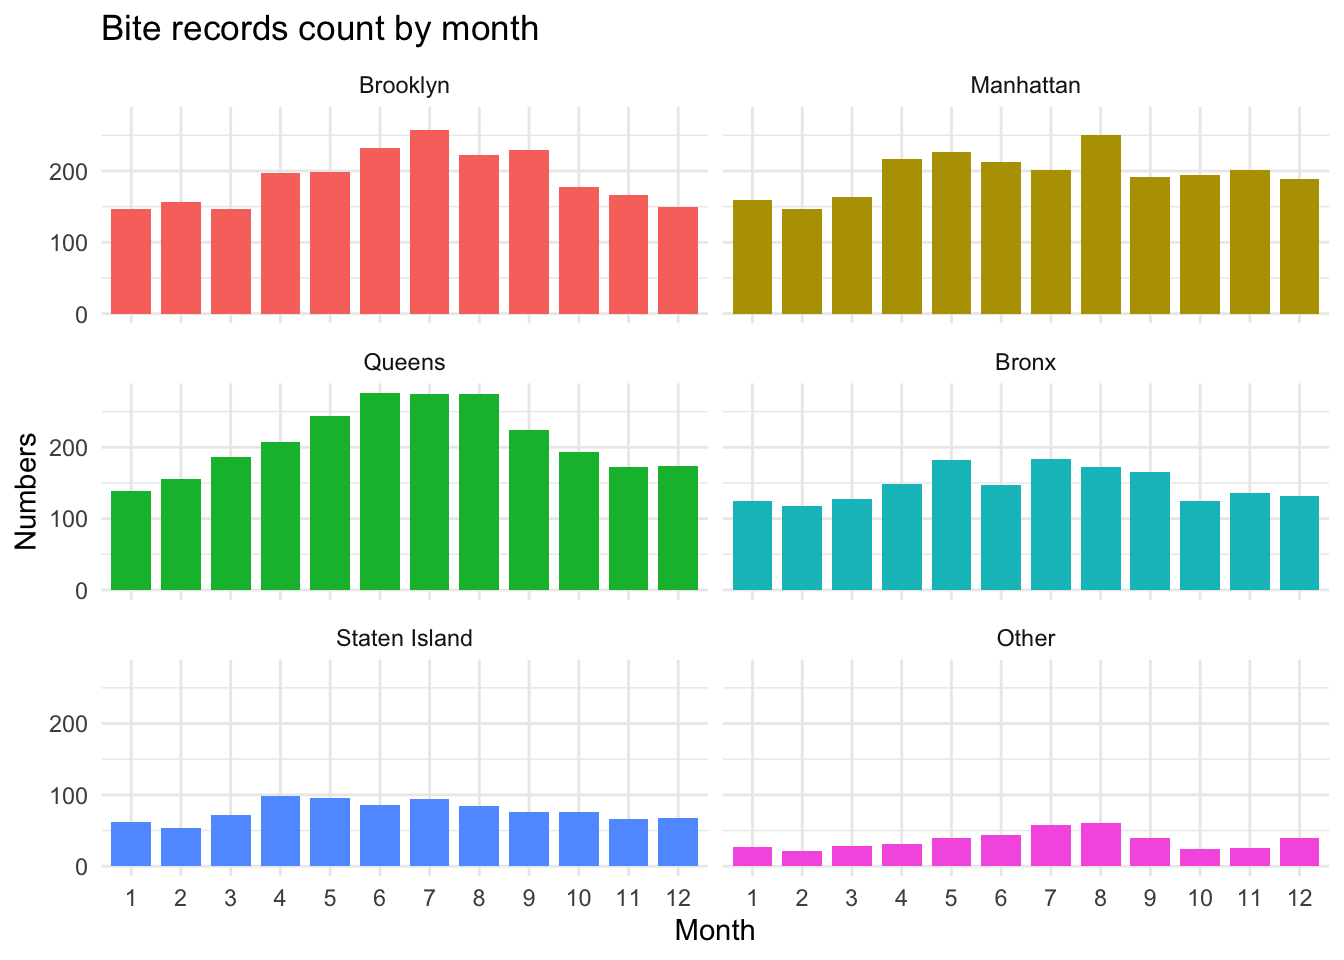 Bite records count by month
Brooklyn
Manhattan
200
100
0
Queens
Bronx
200
100
0
Staten Island
Other
200
100
0
1 2 3 4 5 6 7 8 9 10 11 12
1 2 3 4 5 6 7 8 9 10 11 12
Month
Numbers